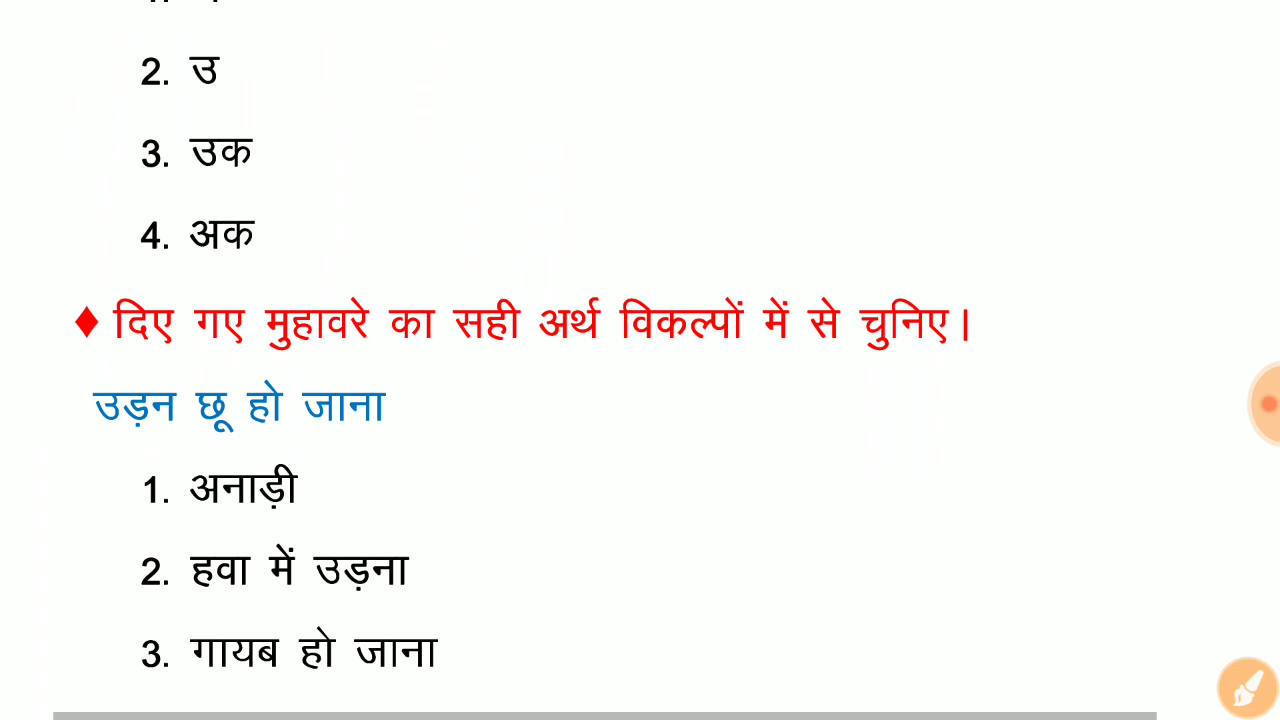 2. उ
3. उक
4. अक
♦ दिए गए मुहावरे का सही अर्थ विकल्पों में से चुनिए।
उड़न छू हो जाना
1. अनाड़ी
2. हवा में उड़ना
3. गायब हो जाना